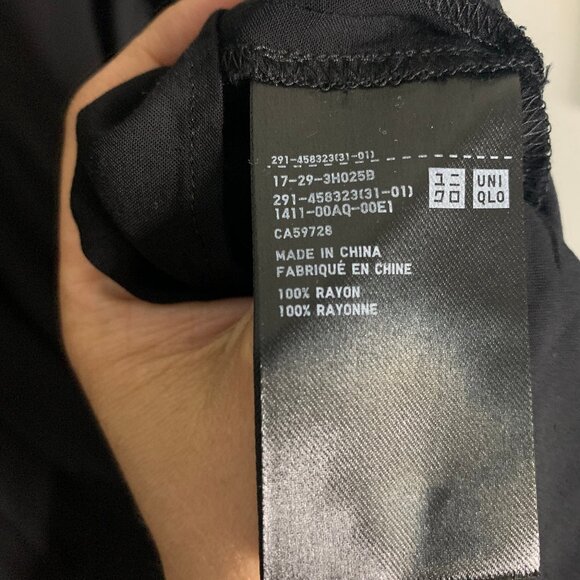 291-458323(31-01)
17-29-3H025B
291-458323(31-01)
1411-00AQ-00E1
CA59728
ユニ
クロ
UNI
QLO
MADE IN CHINA
FABRIQUÉ EN CHINE
100% RAYON
100% RAYONNE